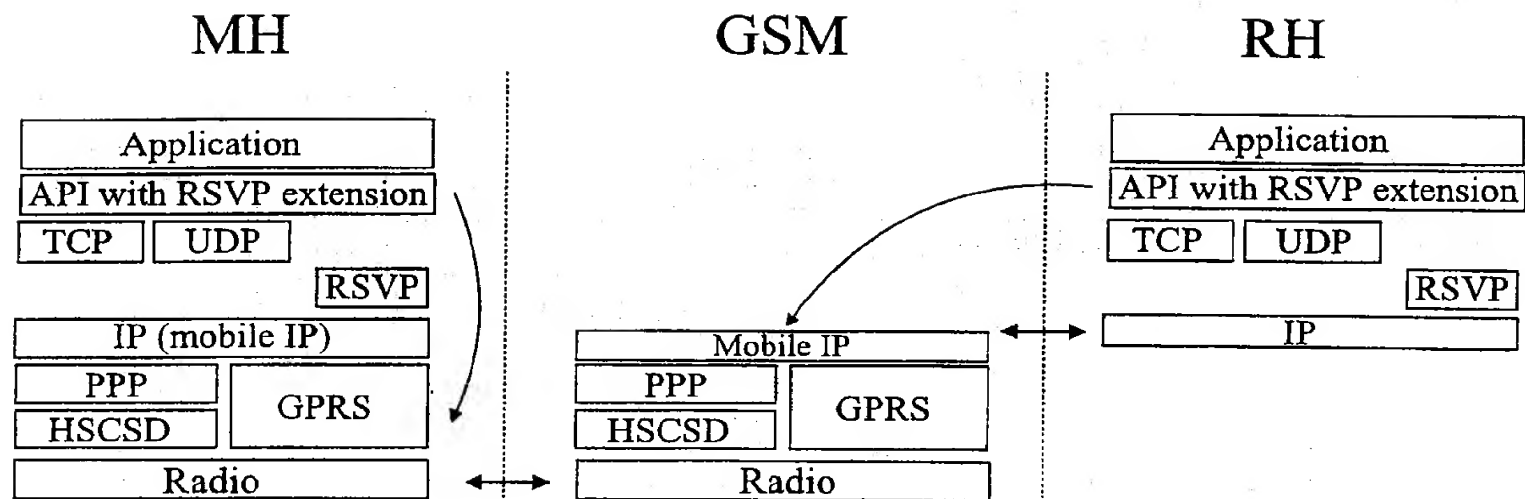 MH
GSM
RH
Application
API with RSVP extension
TCP
UDP
RSVP
IP (mobile IP)
PPP
GPRS
HSCSD
Radio
Mobile IP
PPP
GPRS
HSCSD
Radio
Application
API with RSVP extension
TCP
UDP
RSVP
IP